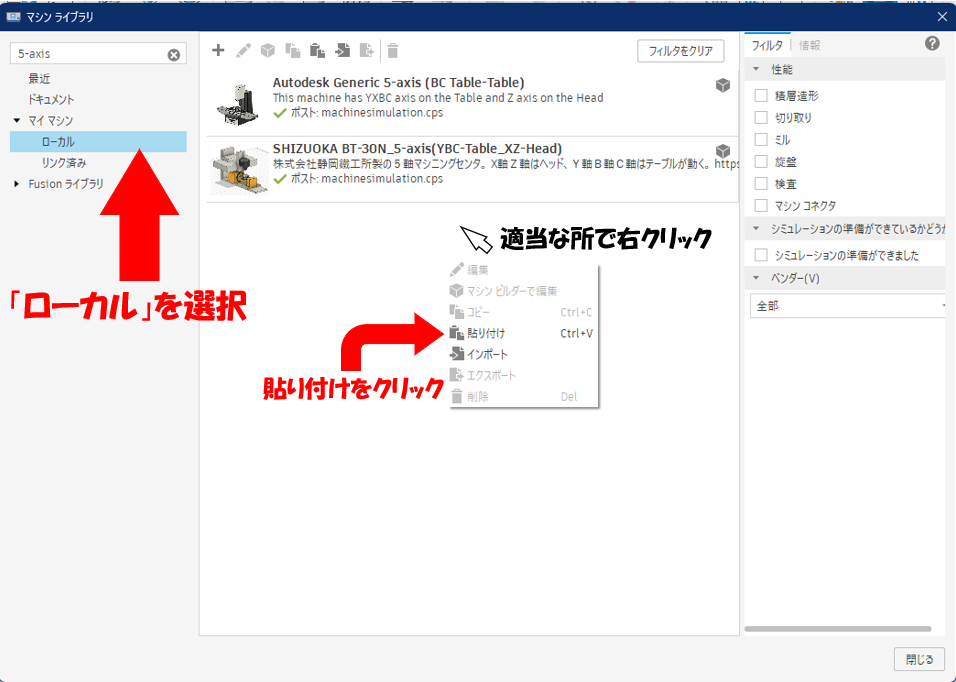 マシン ライブラリ
5-axis
最近
ドキュメント
マイ マシン
ローカル
リンク済み
Fusion ライブラリ
「ローカル」を選択
フィルタをクリア
Autodesk Generic 5-axis (BC Table-Table)
This machine has YXBC axis on the Table and Z axis on the Head
ポスト: machinesimulation.cps
SHIZUOKA BT-30N_5-axis(YBC-Table_XZ-Head)
株式会社静岡鐵工所製の５軸マシニングセンタ。X軸Z軸はヘッド、Y軸B軸C軸はテーブルが動く。https
ポスト: machinesimulation.cps
適当な所で右クリック
編集
マシン ビルダーで編集
コピー Ctrl+C
貼り付け Ctrl+V
インポート
エクスポート
削除 Del
貼り付けをクリック
フィルタ 情報
性能
積層造形
切り取り
ミル
旋盤
検査
マシン コネクタ
シミュレーションの準備ができているかどうか
シミュレーションの準備ができました
ベンダー(V)
全部
閉じる